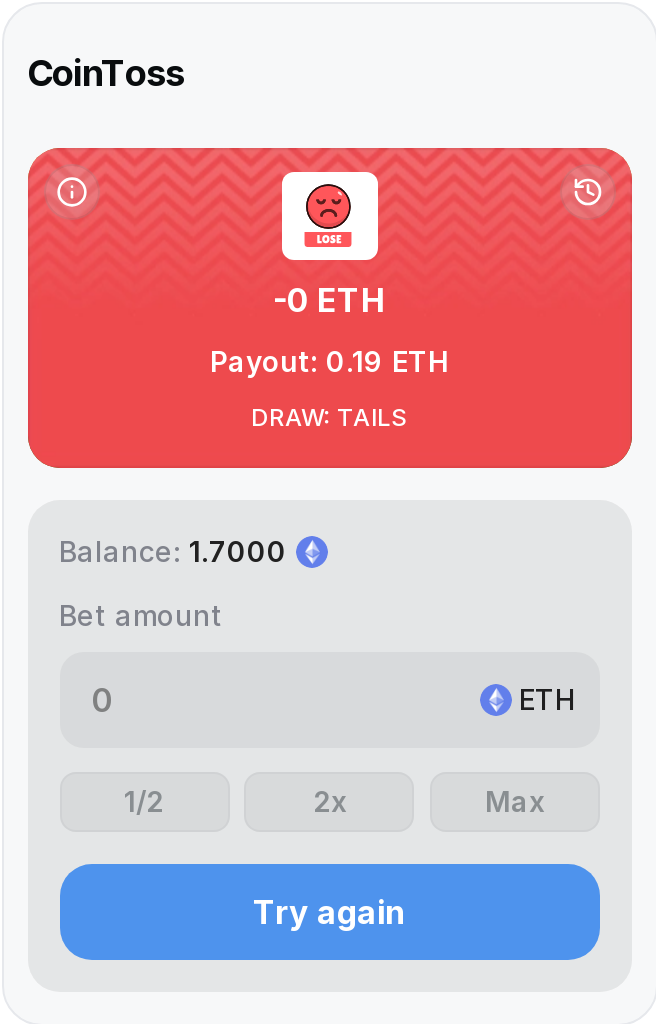 CoinToss
LOSE
-0 ETH
Payout: 0.19 ETH
DRAW: TAILS
Balance: 1.7000
Bet amount
0 ETH
1/2 2x Max
Try again